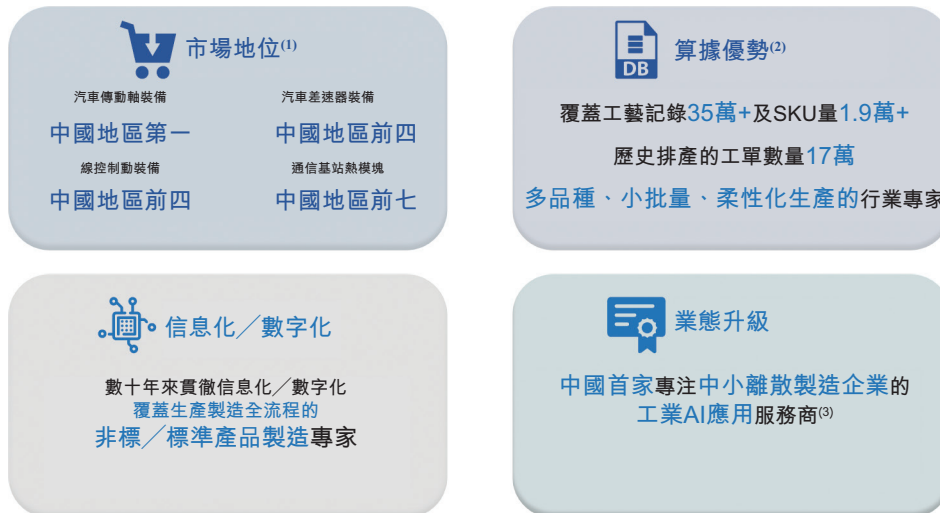 市場地位(1)
汽車傳動軸裝備
中國地區第一
汽車差速器裝備
中國地區前四
線控制動裝備
中國地區前四
通信基站熱模塊
中國地區前七
DB
算據優勢(2)
覆蓋工藝記錄35萬+及SKU量1.9萬+
歷史排產的工單數量17萬
多品種、小批量、柔性化生產的行業專家
信息化／數字化
數十年來貫徹信息化／數字化
覆蓋生產製造全流程的
非標／標準產品製造專家
業態升級
中國首家專注中小離散製造企業的
工業AI應用服務商(3)